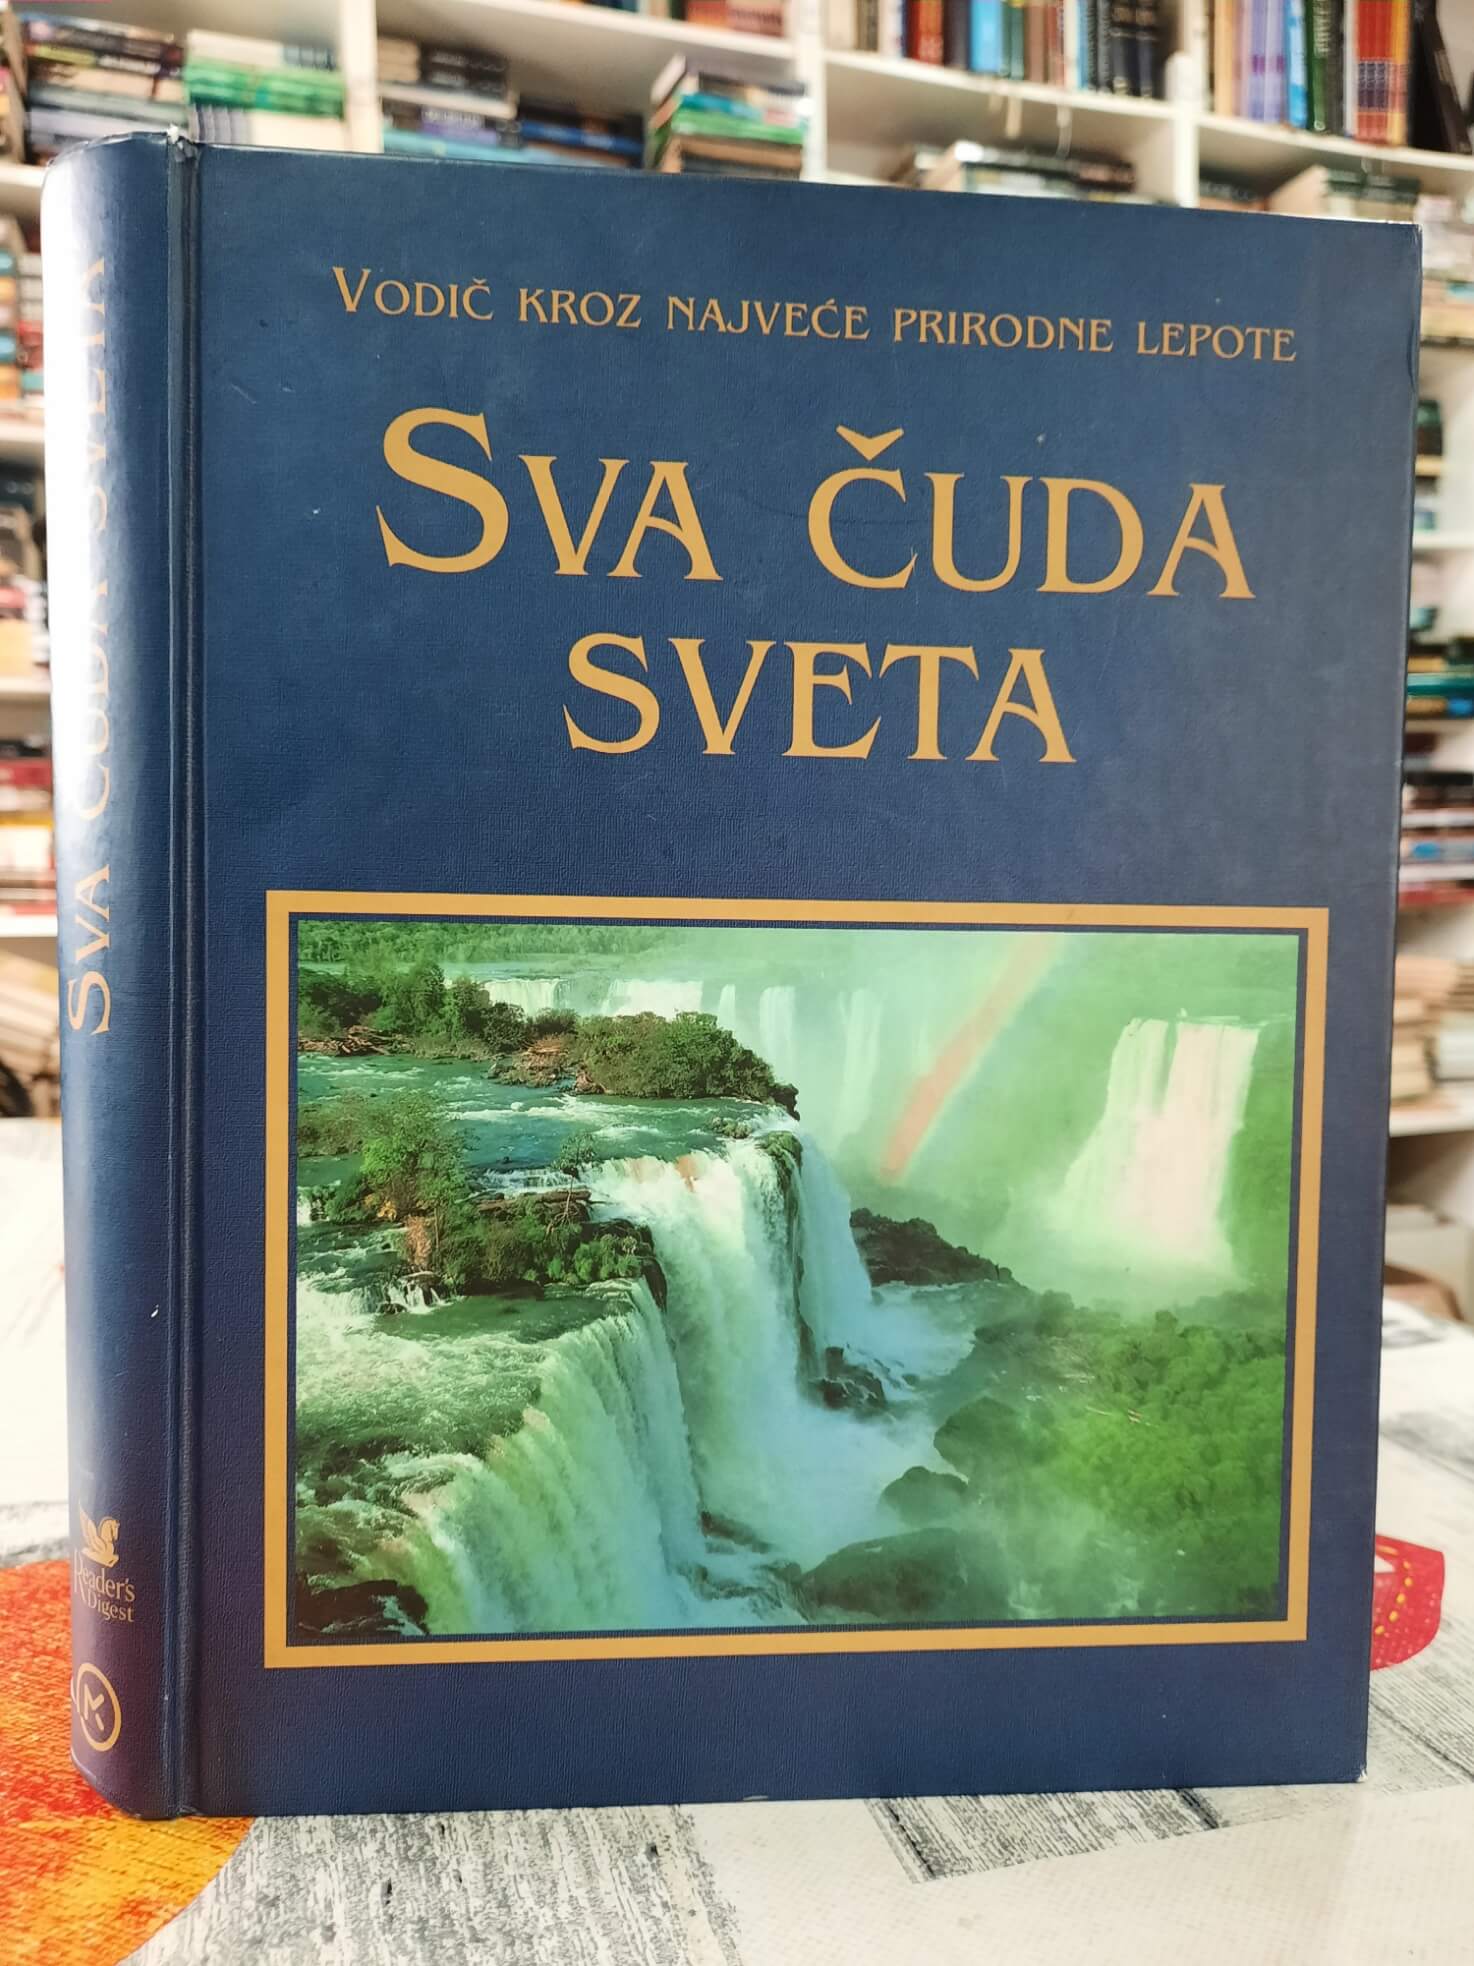 VODIČ KROZ NAJVEĆE PRIRODNE LEPOTE
SVA ČUDA
SVETA
SVA ČUDA SVETA
Reader's
Digest